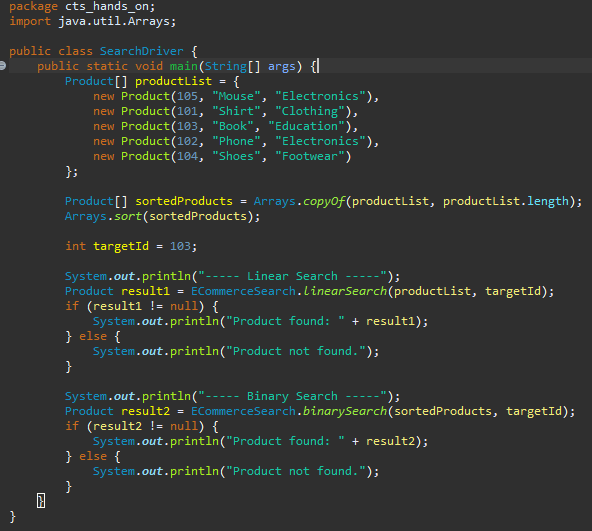 package cts_hands_on;
import java.util.Arrays;

public class SearchDriver {
    public static void main(String[] args) {
        Product[] productList = {
            new Product(105, "Mouse", "Electronics"),
            new Product(101, "Shirt", "Clothing"),
            new Product(103, "Book", "Education"),
            new Product(102, "Phone", "Electronics"),
            new Product(104, "Shoes", "Footwear")
        };

        Product[] sortedProducts = Arrays.copyOf(productList, productList.length);
        Arrays.sort(sortedProducts);

        int targetId = 103;

        System.out.println("----- Linear Search -----");
        Product result1 = ECommerceSearch.linearSearch(productList, targetId);
        if (result1 != null) {
            System.out.println("Product found: " + result1);
        } else {
            System.out.println("Product not found.");
        }

        System.out.println("----- Binary Search -----");
        Product result2 = ECommerceSearch.binarySearch(sortedProducts, targetId);
        if (result2 != null) {
            System.out.println("Product found: " + result2);
        } else {
            System.out.println("Product not found.");
        }
    }
}